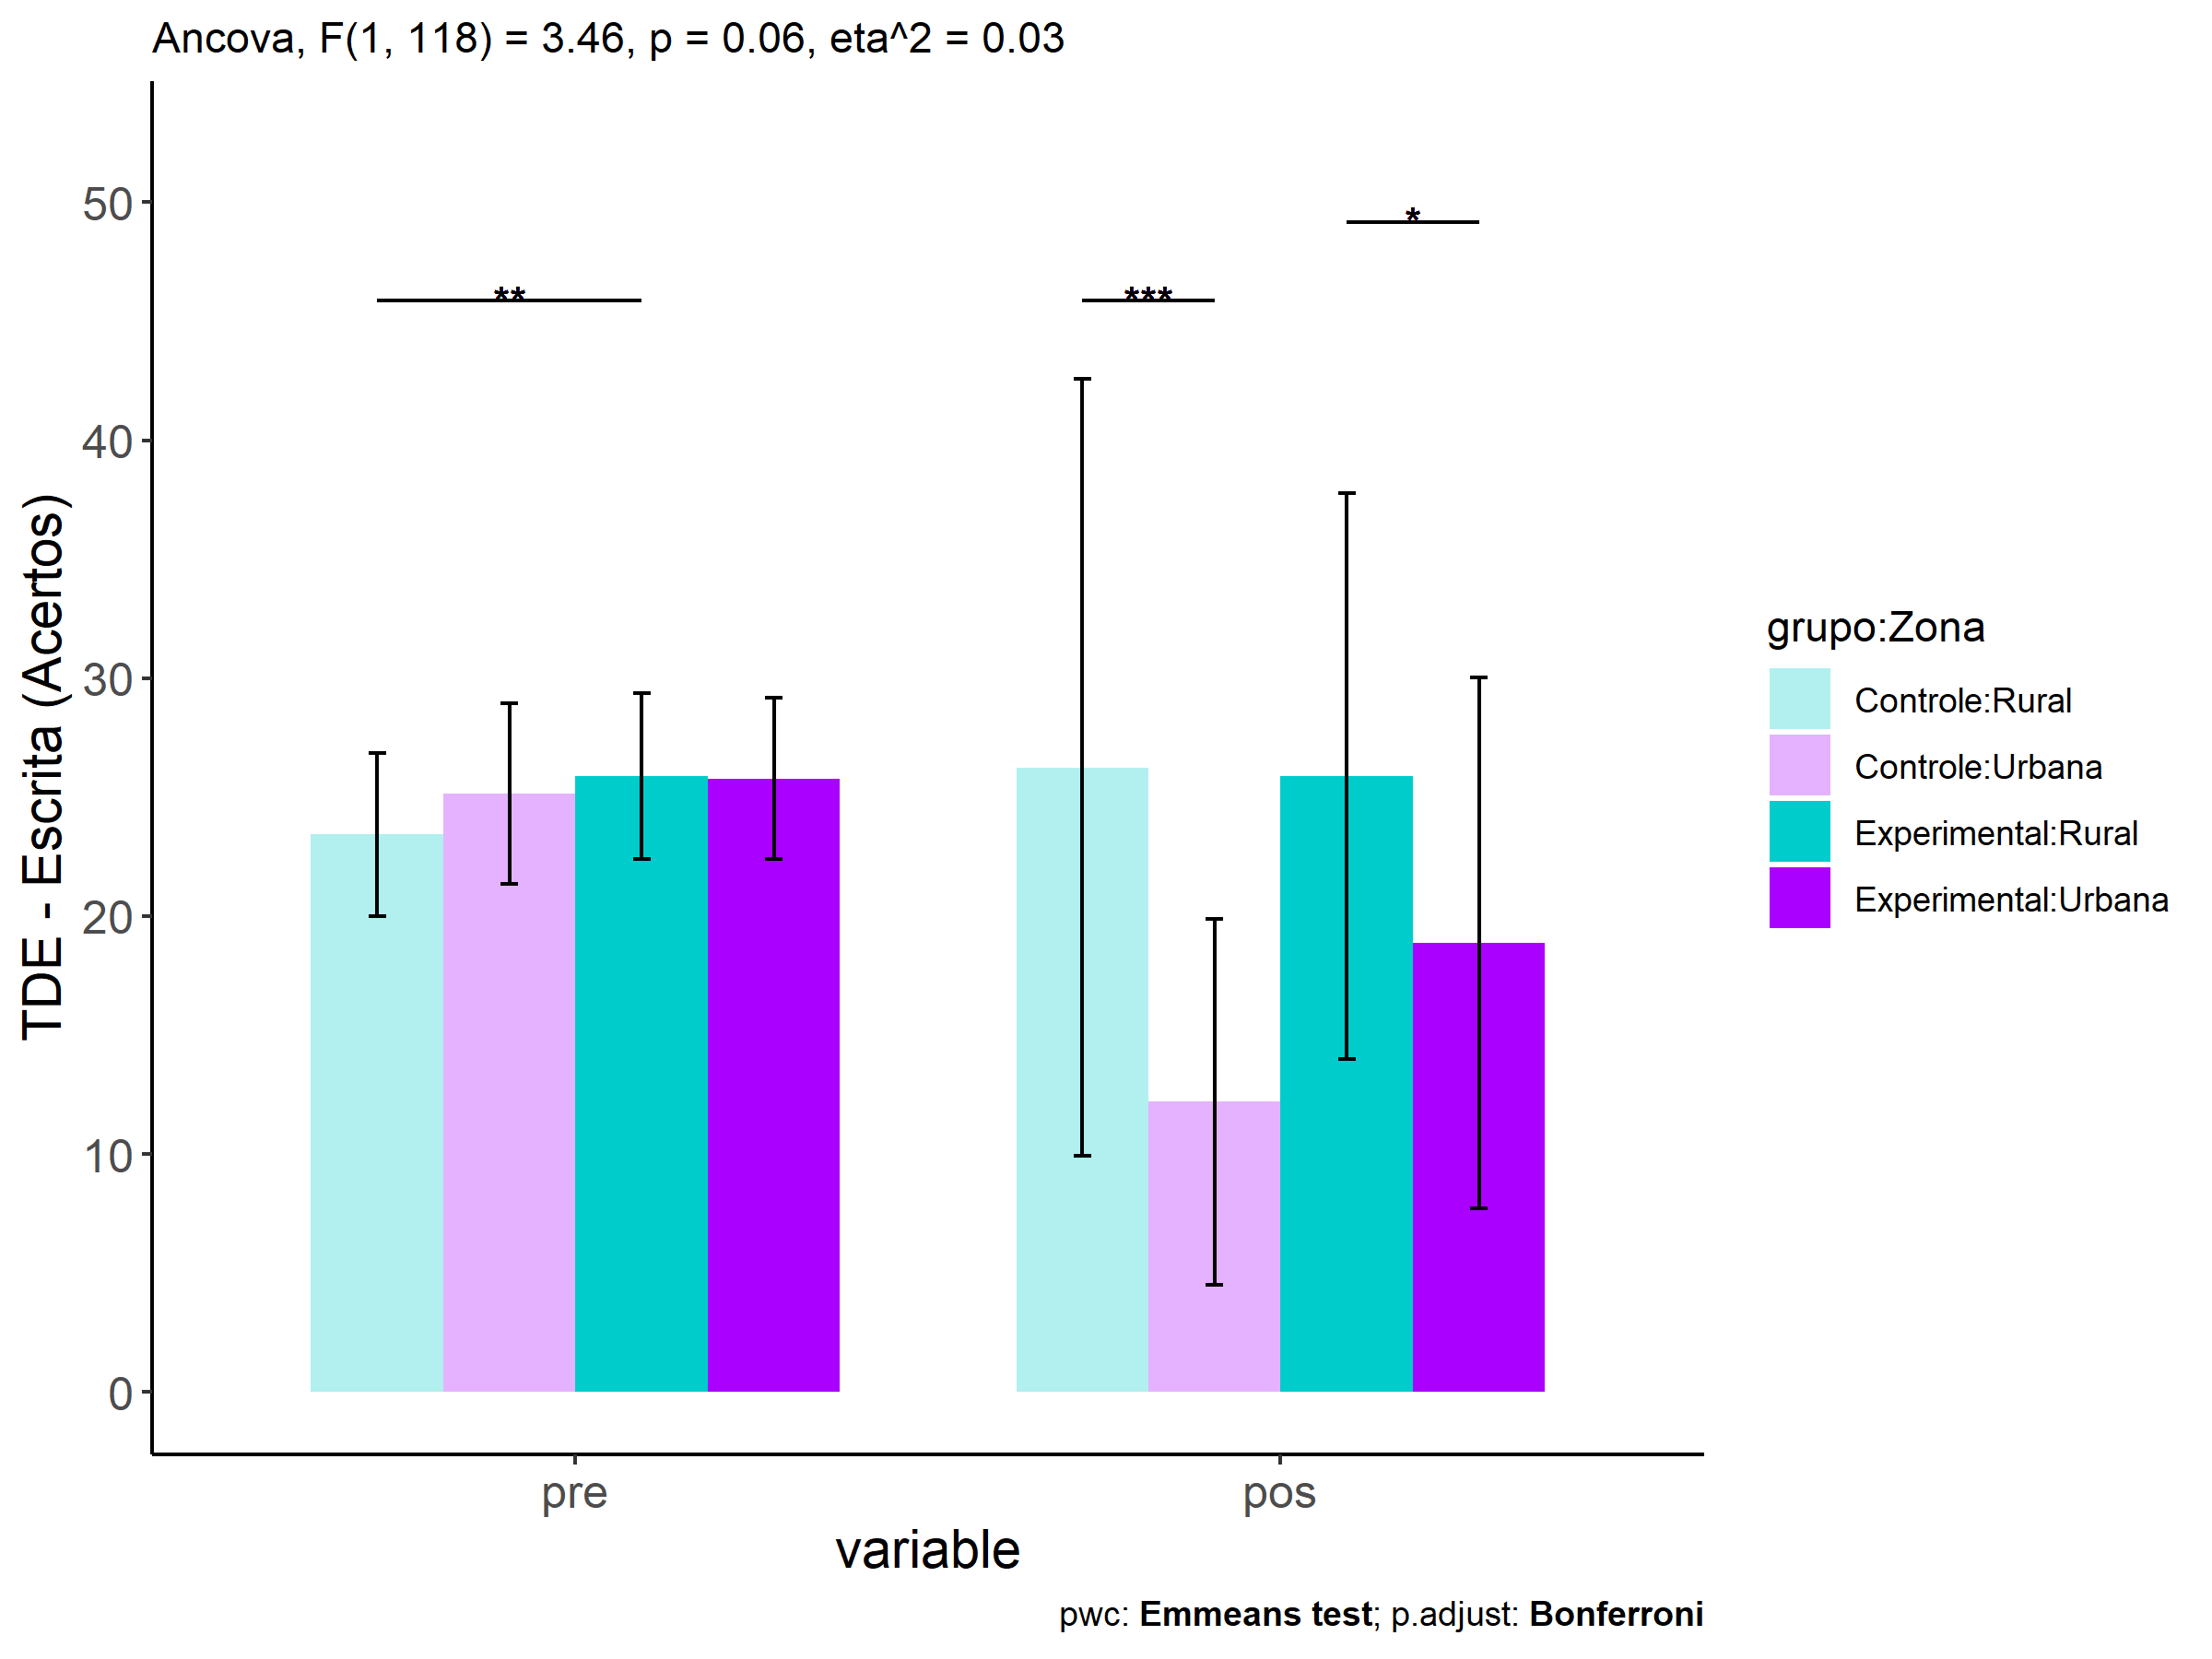 Ancova, F(1, 118) = 3.46, p = 0.06, eta^2 = 0.03
TDE - Escrita (Acertos)
50
40
30
20
10
0
**
***
*
pre
pos
variable
grupo:Zona
Controle:Rural
Controle:Urbana
Experimental:Rural
Experimental:Urbana
pwc: Emmeans test; p.adjust: Bonferroni